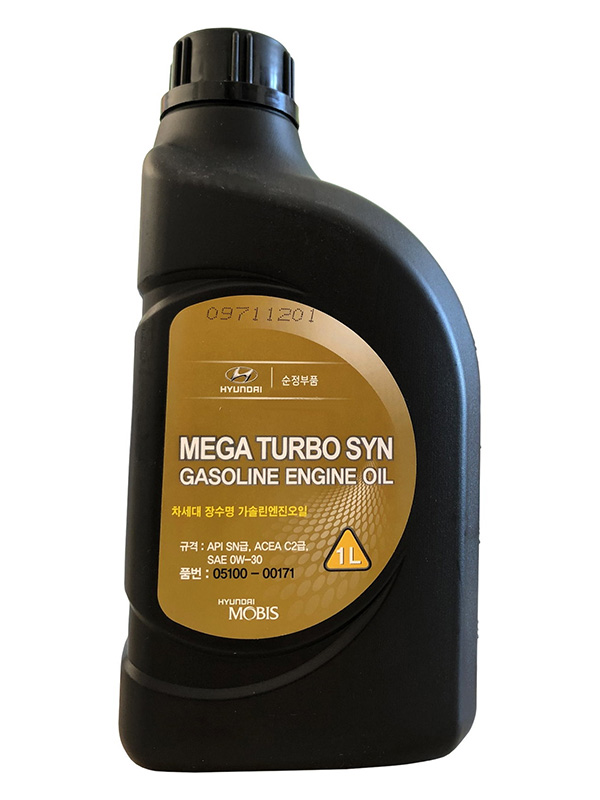 09711201
HYUNDAI 순정부품
MEGA TURBO SYN
GASOLINE ENGINE OIL
차세대 장수명 가솔린엔진오일
규격 : API SN급, ACEA C2급,
SAE 0W-30
1L
품번 : 05100 - 00171
HYUNDAI
MOBIS